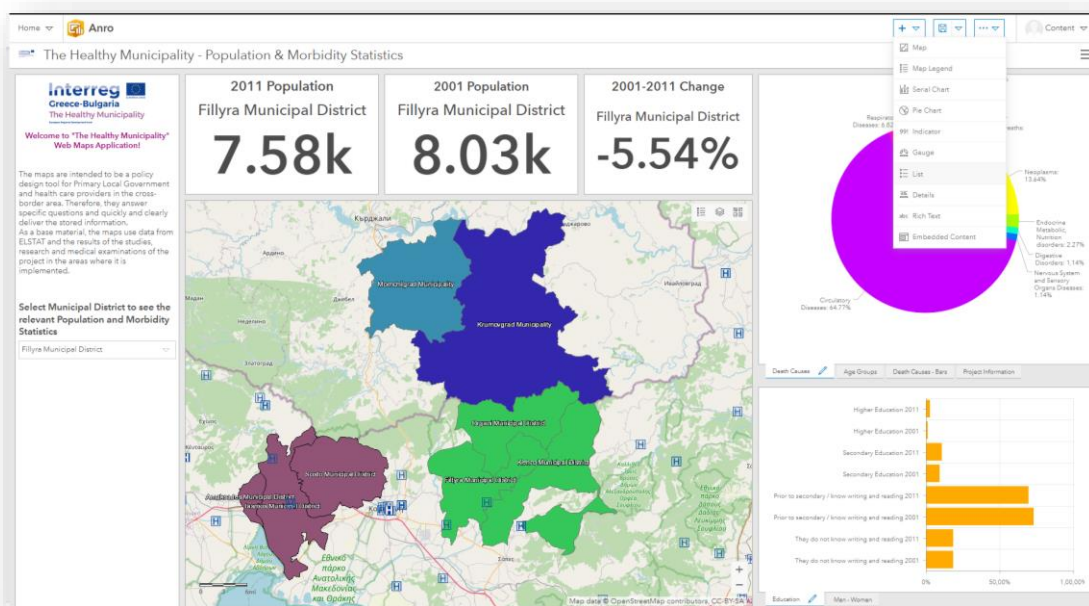 Home
Anro
Content
The Healthy Municipality - Population & Morbidity Statistics
Interreg
Greece-Bulgaria
The Healthy Municipality
Welcome to "The Healthy Municipality"
Web Maps Application!
The maps are intended to be a policy
design tool for Primary Local Government
and health care providers in the cross-
border area. Therefore, they answer
specific questions and quickly and clearly
deliver the stored information.
As a base material, the maps use data from
ELSTAT and the results of the studies,
research and medical examinations of the
project in the areas where it is
implemented.
Select Municipal District to see the
relevant Population and Morbidity
Statistics
Fillyra Municipal District
2011 Population
Fillyra Municipal District
7.58k
2001 Population
Fillyra Municipal District
8.03k
2001-2011 Change
Fillyra Municipal District
-5.54%
Кърджали
Ардино
Джебел
Неделино
Златоград
Ивайловград
Momchilgrad Municipality
Krumovgrad Municipality
Fillyra Municipal District
Iasmos Municipal District
Σάπες
Εθνικό
πάρκο
Ανατολικής
Μακεδονίας
και Θράκης
Map data © OpenStreetMap contributors, CC-BY-SA
Map
Map Legend
Serial Chart
Pie Chart
Indicator
Gauge
List
Details
Rich Text
Embedded Content
Neoplasms:
13.64%
Endocrine
Metabolic,
Nutrition
disorders: 2.27%
Digestive
Disorders: 1.14%
Nervous System
and Sensory
Organs Diseases:
1.14%
Circulatory
Diseases: 64.77%
Death Causes
Age Groups
Death Causes - Bars
Project Information
Higher Education 2011
Higher Education 2001
Secondary Education 2011
Secondary Education 2001
Prior to secondary / know writing and reading 2011
Prior to secondary / know writing and reading 2001
They do not know writing and reading 2011
They do not know writing and reading 2001
0%
50,00%
1,00,00%
Education
Men - Woman